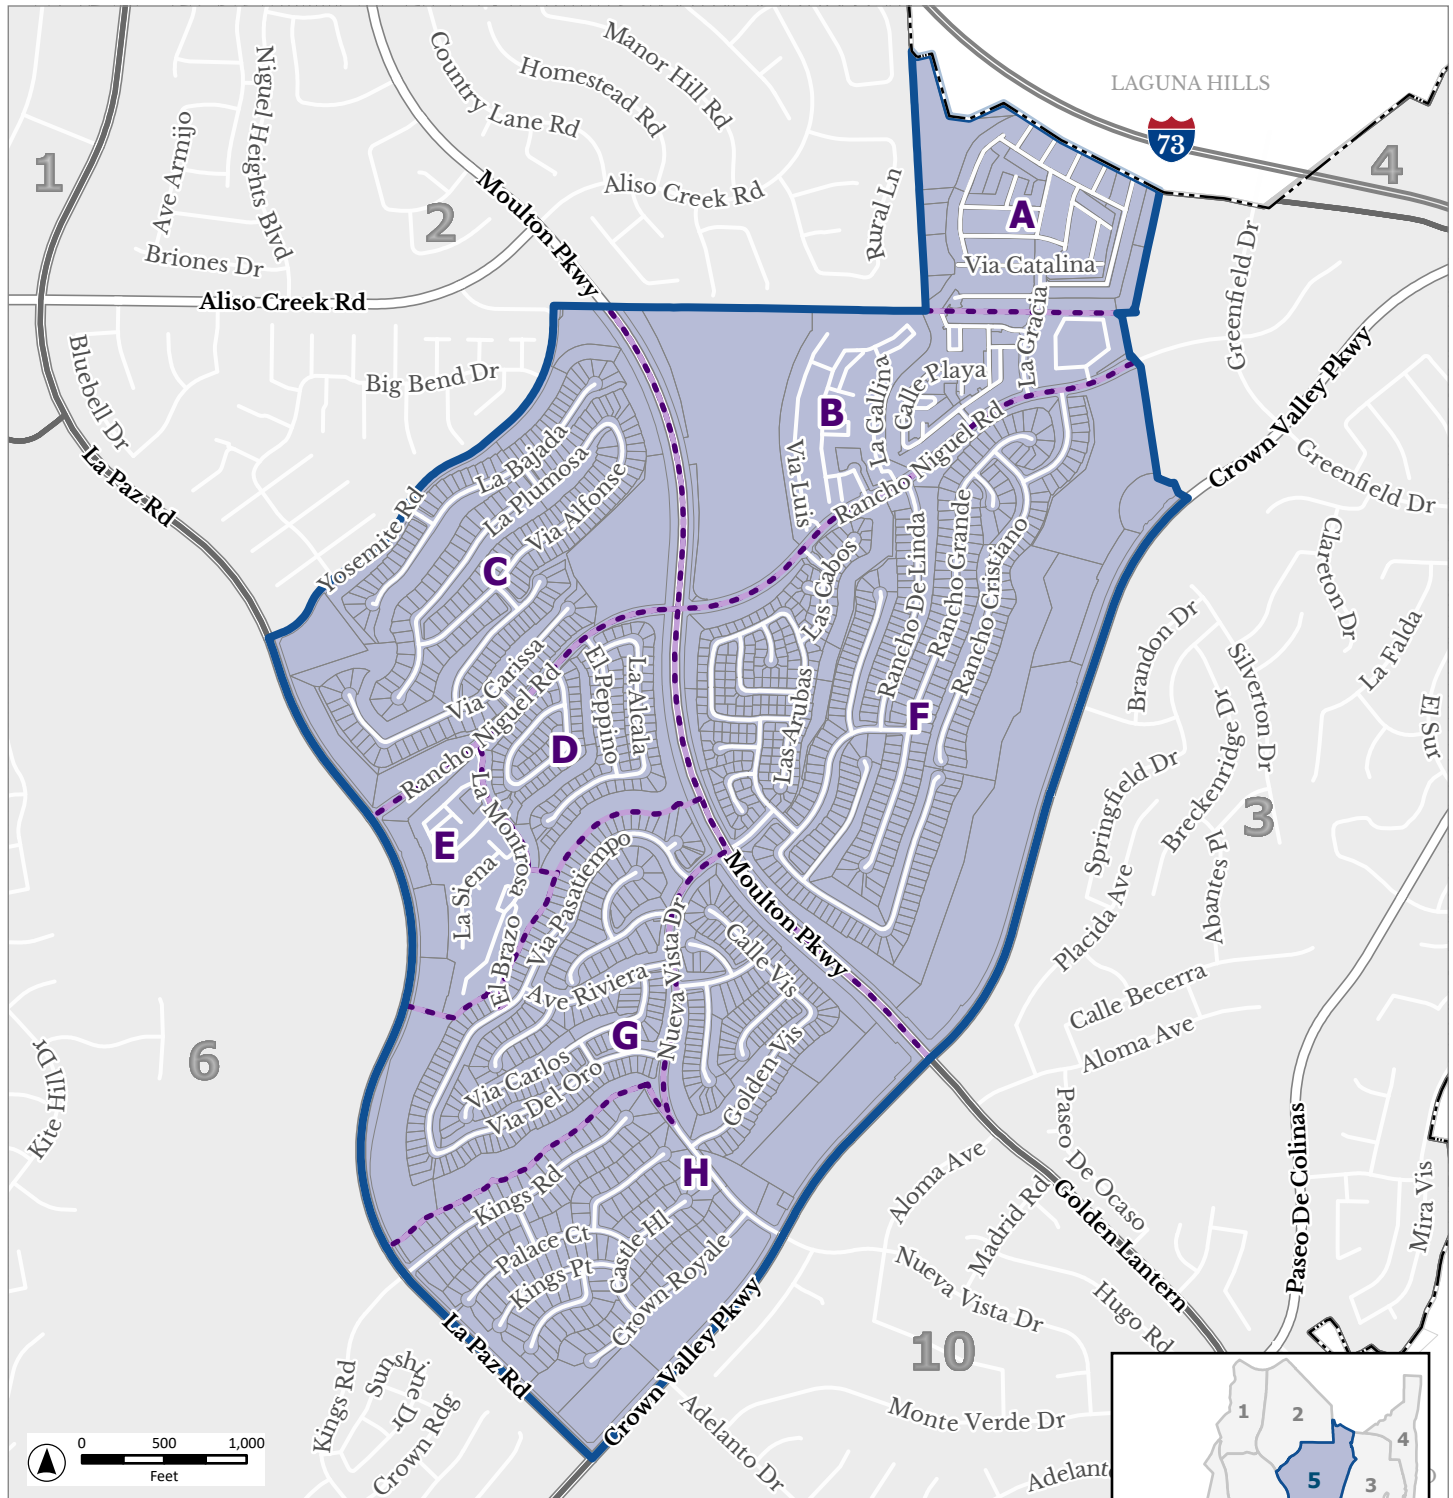 LAGUNA HILLS
73
1
2
4
Manor Hill Rd
Homestead Rd
Country Lane Rd
Niguel Heights Blvd
Ave Armijo
Aliso Creek Rd
Moulton Pkwy
Rural Ln
Briones Dr
Aliso Creek Rd
A
Via Catalina
La Gracia
Greenfield Dr
Crown Valley Pkwy
Greenfield Dr
Bluebell Dr
Big Bend Dr
La Paz Rd
Yosemite Rd
La Bajada
La Plumosa
Via Alfonse
C
Via Carissa
B
La Gallina
Calle Playa
Via Luis
Rancho Niguel Rd
Las Cabos
Rancho De Linda
Rancho Grande
Rancho Cristiano
Las Arubas
F
Rancho Niguel Rd
El Peppino
La Alcala
D
La Montrosa
E
La Siena
El Brazo
Via Pasatiempo
Moulton Pkwy
Nueva Vista Dr
Calle Vis
Ave Riviera
G
Via Carlos
Via Del Oro
Golden Vis
H
Kings Rd
Palace Ct
Kings Pt
Castle Hl
Crown Royale
La Paz Rd
Crown Valley Pkwy
Clareton Dr
Brandon Dr
La Falda
Silverton Dr
El Sur
Breckenridge Dr
Springfield Dr
3
Abantes Pl
Placida Ave
Calle Becerra
Aloma Ave
6
Kite Hill Dr
Aloma Ave
Paseo De Ocaso
Madrid Rd
Golden Lantern
Paseo De Colinas
Mira Vis
Nueva Vista Dr
Hugo Rd
10
Monte Verde Dr
Kings Rd
Sunshine Dr
Crown Rdg
Adelanto Dr
Adelant
0 500 1,000
Feet
1
2
4
5
3